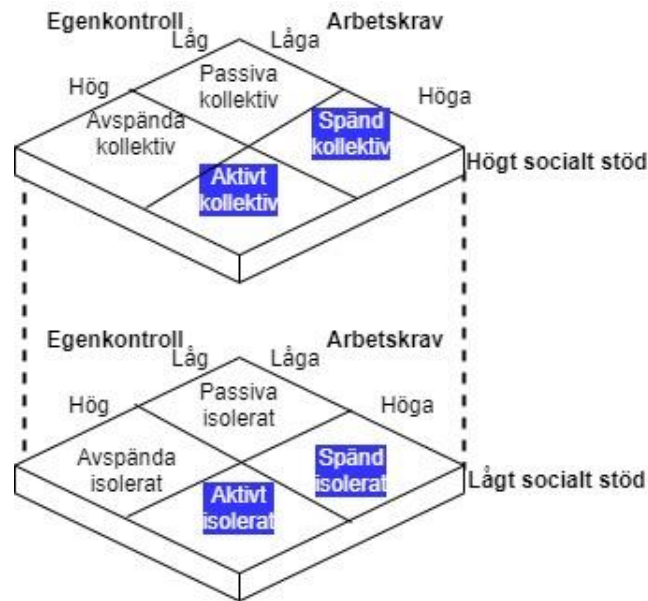 Egenkontroll Arbetskrav
Låg Låga
Hög Passiva kollektiv Höga
Avspända kollektiv
Spänd kollektiv
Aktivt kollektiv
Högt socialt stöd
Egenkontroll Arbetskrav
Låg Låga
Hög Passiva isolerat Höga
Avspända isolerat
Spänd isolerat
Aktivt isolerat
Lågt socialt stöd